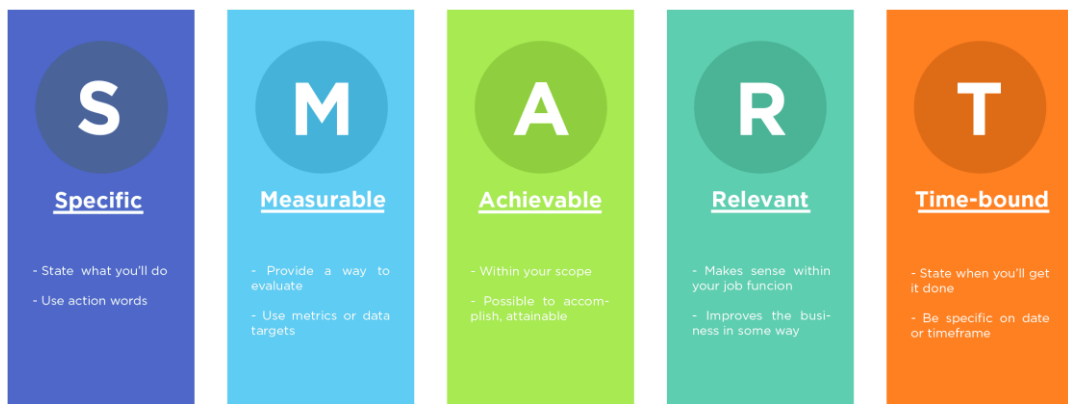 S
Specific
- State what you'll do
- Use action words
M
Measurable
- Provide a way to
evaluate
- Use metrics or data
targets
A
Achievable
- Within your scope
- Possible to accom-
plish, attainable
R
Relevant
- Makes sense within
your job funcion
- Improves the busi-
ness in some way
T
Time-bound
- State when you'll get
it done
- Be specific on date
or timeframe